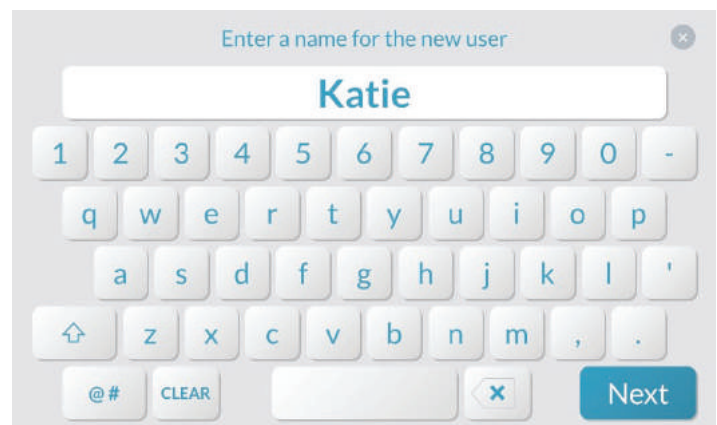 Enter a name for the new user
Katie
1 2 3 4 5 6 7 8 9 0 -
q w e r t y u i o p
a s d f g h j k l '
z x c v b n m , .
@# CLEAR Next